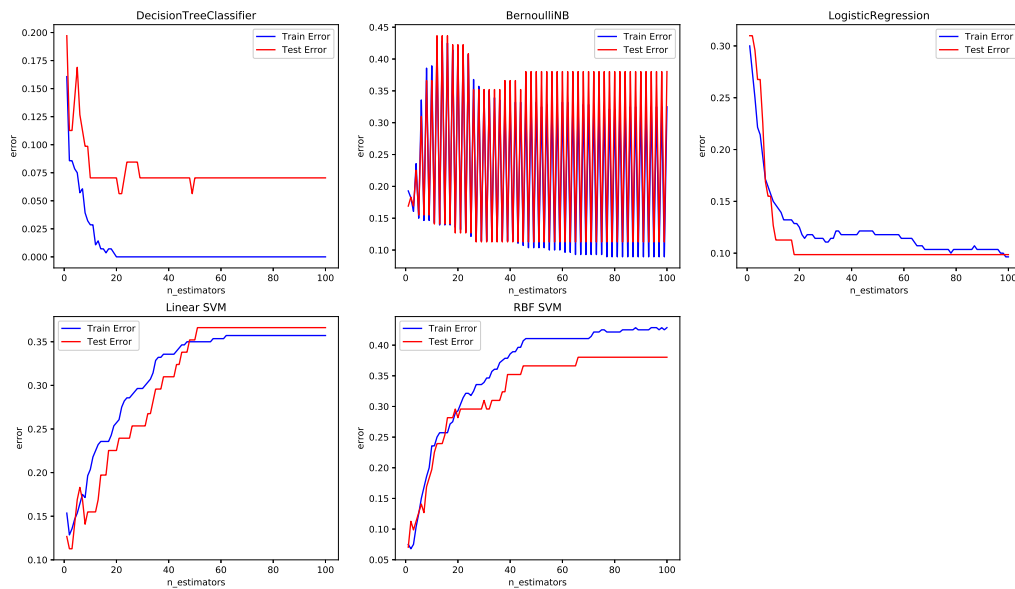 DecisionTreeClassifier
0.200
0.175
0.150
0.125
0.100
0.075
0.050
0.025
0.000
error
Train Error
Test Error
0 20 40 60 80 100
n_estimators
BernoulliNB
0.45
0.40
0.35
0.30
0.25
0.20
0.15
0.10
error
Train Error
Test Error
0 20 40 60 80 100
n_estimators
LogisticRegression
0.30
0.25
0.20
0.15
0.10
error
Train Error
Test Error
0 20 40 60 80 100
n_estimators
Linear SVM
0.35
0.30
0.25
0.20
0.15
0.10
error
Train Error
Test Error
0 20 40 60 80 100
n_estimators
RBF SVM
0.40
0.35
0.30
0.25
0.20
0.15
0.10
0.05
error
Train Error
Test Error
0 20 40 60 80 100
n_estimators